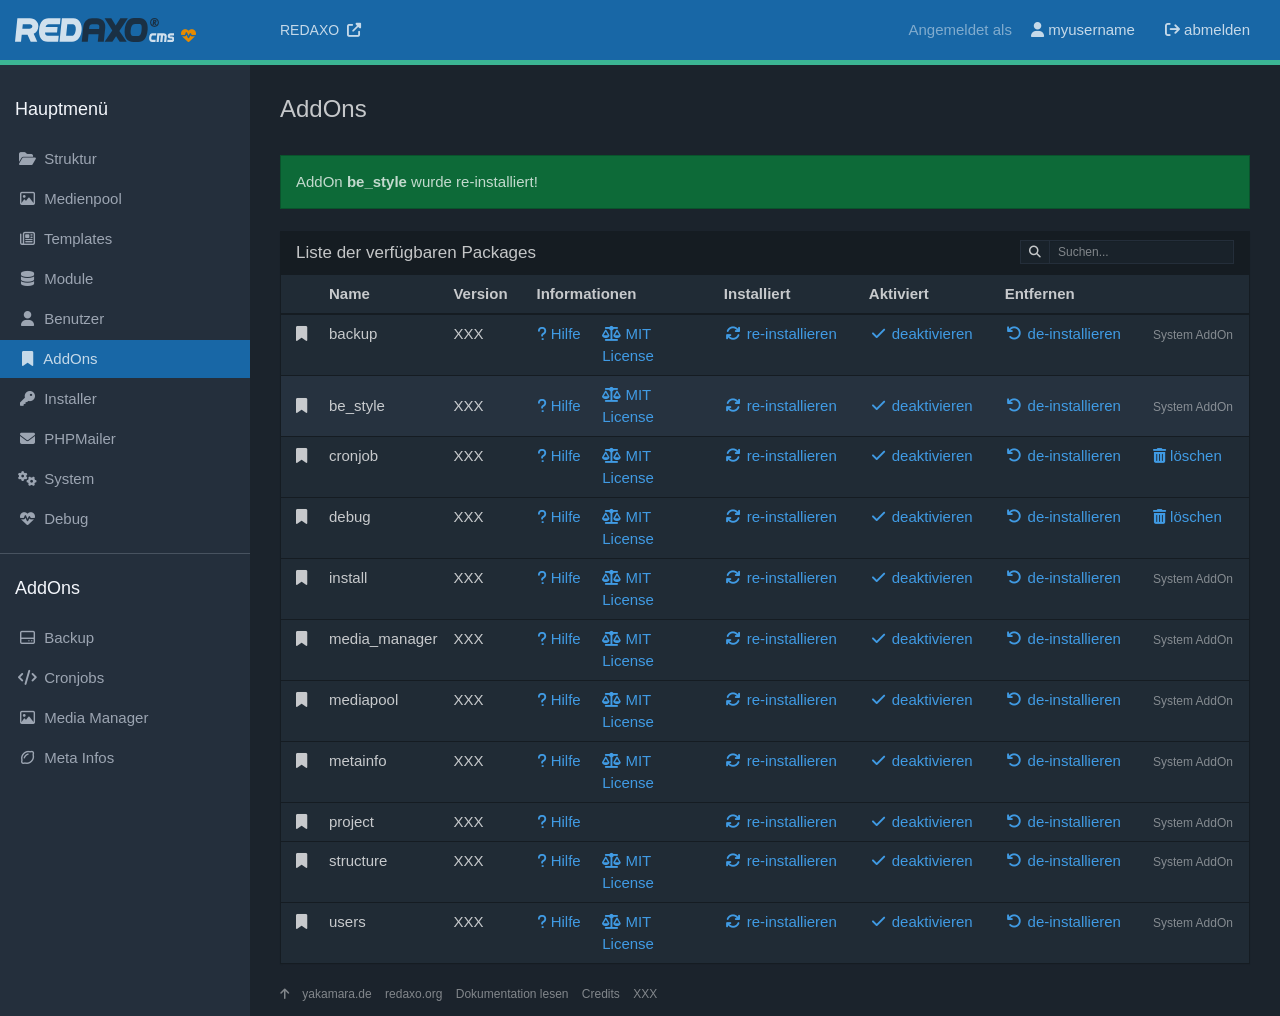 REDAXO® cms REDAXO Angemeldet als myusername abmelden
Hauptmenü
Struktur
Medienpool
Templates
Module
Benutzer
AddOns
Installer
PHPMailer
System
Debug
AddOns
Backup
Cronjobs
Media Manager
Meta Infos
AddOns
AddOn be_style wurde re-installiert!
Liste der verfügbaren Packages Suchen...
Name Version Informationen Installiert Aktiviert Entfernen
backup XXX Hilfe MIT re-installieren deaktivieren de-installieren System AddOn
License
be_style XXX Hilfe MIT re-installieren deaktivieren de-installieren System AddOn
License
cronjob XXX Hilfe MIT re-installieren deaktivieren de-installieren löschen
License
debug XXX Hilfe MIT re-installieren deaktivieren de-installieren löschen
License
install XXX Hilfe MIT re-installieren deaktivieren de-installieren System AddOn
License
media_manager XXX Hilfe MIT re-installieren deaktivieren de-installieren System AddOn
License
mediapool XXX Hilfe MIT re-installieren deaktivieren de-installieren System AddOn
License
metainfo XXX Hilfe MIT re-installieren deaktivieren de-installieren System AddOn
License
project XXX Hilfe re-installieren deaktivieren de-installieren System AddOn
structure XXX Hilfe MIT re-installieren deaktivieren de-installieren System AddOn
License
users XXX Hilfe MIT re-installieren deaktivieren de-installieren System AddOn
License
yakamara.de redaxo.org Dokumentation lesen Credits XXX